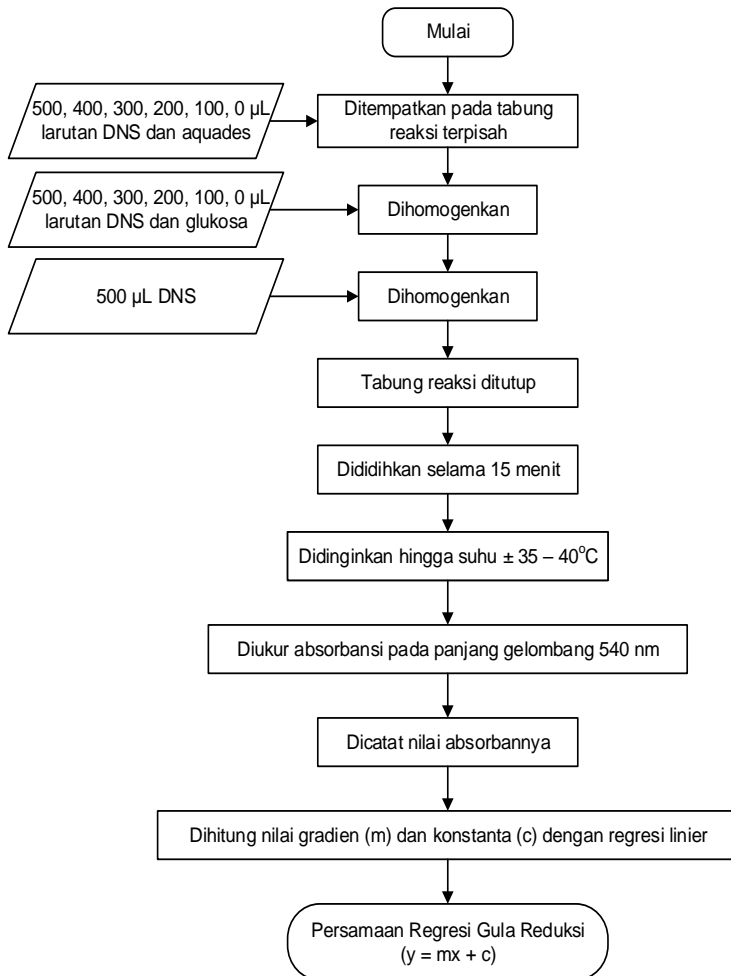 Mulai
500, 400, 300, 200, 100, 0 µL
larutan DNS dan aquades
Ditempatkan pada tabung
reaksi terpisah
500, 400, 300, 200, 100, 0 µL
larutan DNS dan glukosa
Dihomogenkan
500 µL DNS
Dihomogenkan
Tabung reaksi ditutup
Dididihkan selama 15 menit
Didinginkan hingga suhu ± 35 – 40°C
Diukur absorbansi pada panjang gelombang 540 nm
Dicatat nilai absorbannya
Dihitung nilai gradien (m) dan konstanta (c) dengan regresi linier
Persamaan Regresi Gula Reduksi
(y = mx + c)